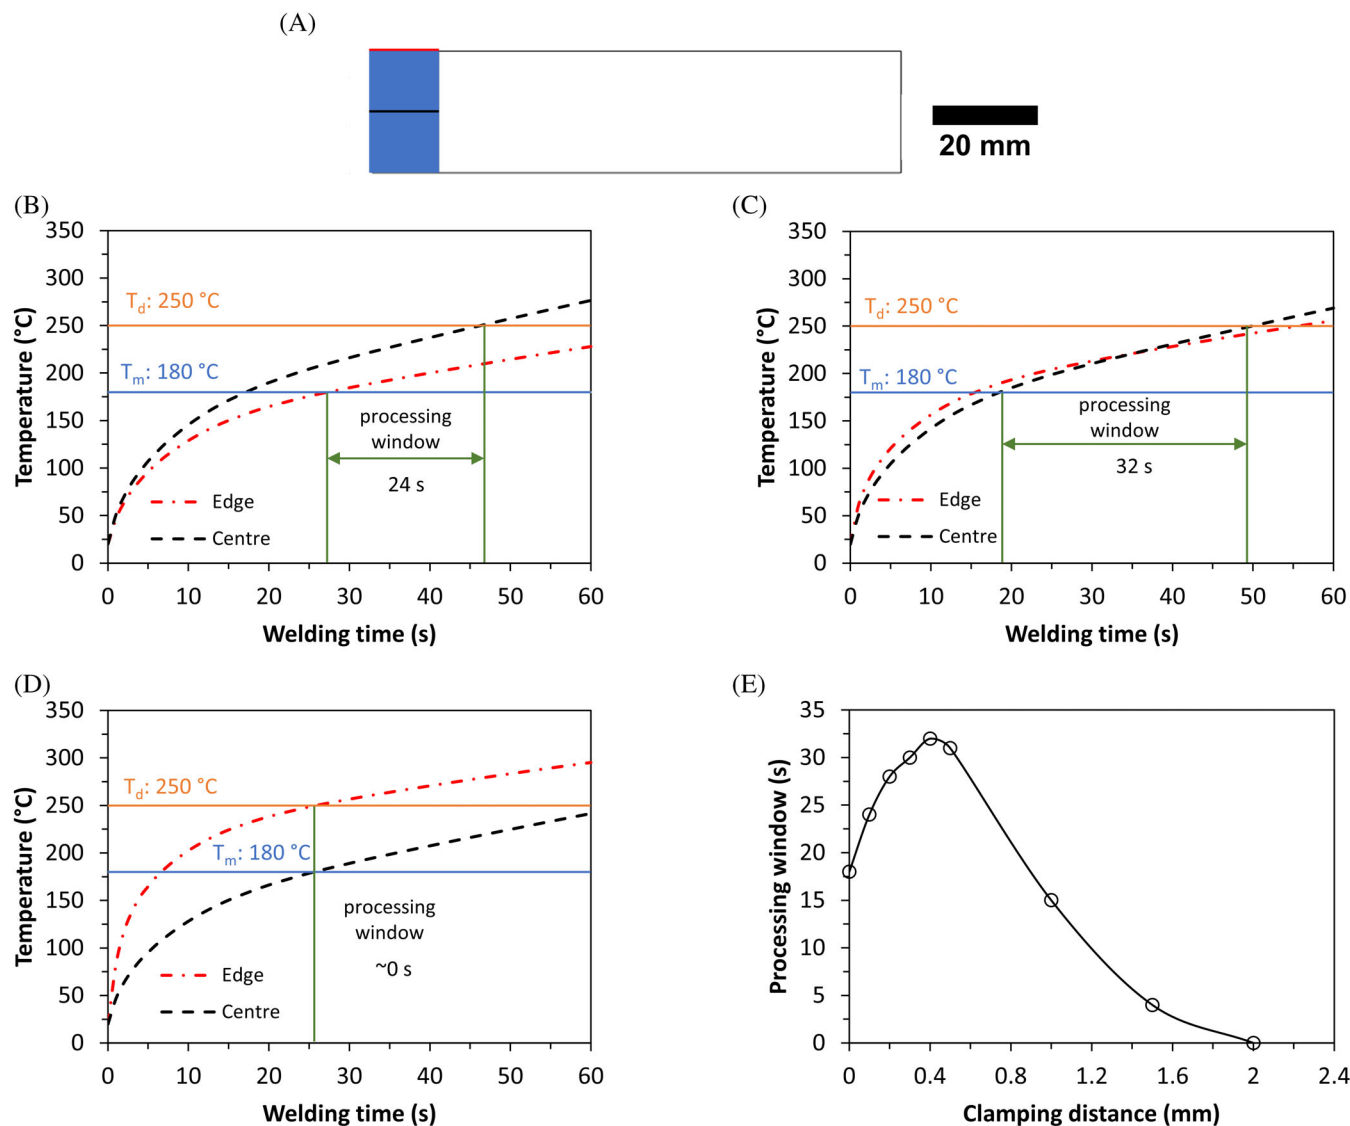 (A)
20 mm
(B)
350
300
250
200
150
100
50
0
Temperature (°C)
Td: 250 °C
Tm: 180 °C
processing
window
24 s
Edge
Centre
0 10 20 30 40 50 60
Welding time (s)
(C)
350
300
250
200
150
100
50
0
Temperature (°C)
Td: 250 °C
Tm: 180 °C
processing
window
32 s
Edge
Centre
0 10 20 30 40 50 60
Welding time (s)
(D)
350
300
250
200
150
100
50
0
Temperature (°C)
Td: 250 °C
Tm: 180 °C
processing
window
~0 s
Edge
Centre
0 10 20 30 40 50 60
Welding time (s)
(E)
35
30
25
20
15
10
5
0
Processing window (s)
0 0.4 0.8 1.2 1.6 2 2.4
Clamping distance (mm)